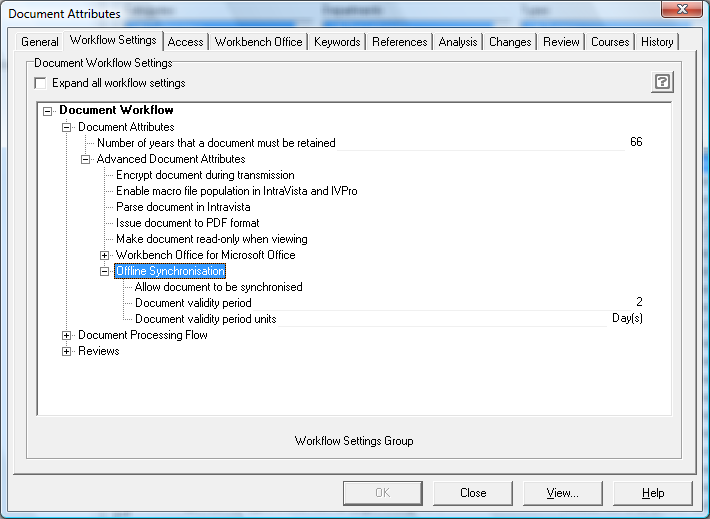 Document Attributes
General Workflow Settings Access Workbench Office Keywords References Analysis Changes Review Courses History
Document Workflow Settings
Expand all workflow settings
?
Document Workflow
Document Attributes
Number of years that a document must be retained 66
Advanced Document Attributes
Encrypt document during transmission
Enable macro file population in IntraVista and IVPro
Parse document in Intravista
Issue document to PDF format
Make document read-only when viewing
Workbench Office for Microsoft Office
Offline Synchronisation
Allow document to be synchronised
Document validity period 2
Document validity period units Day(s)
Document Processing Flow
Reviews
Workflow Settings Group
OK Close View... Help